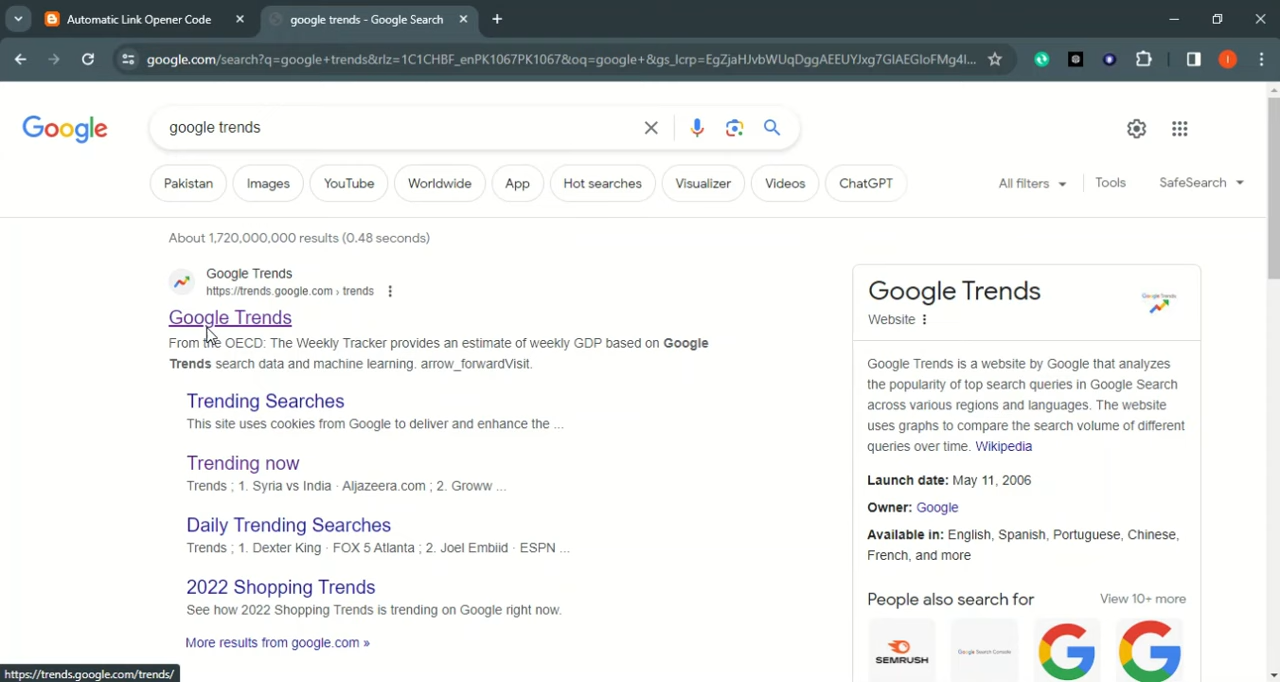 Automatic Link Opener Code
google trends - Google Search
google.com/search?q=google+trends&rlz=1C1CHBF_enPK1067PK1067&oq=google+&gs_lcrp=EgZjaHJvbWUqDggAEEUYJxg7GIAEGIoFMg4I...
Google
google trends
Pakistan
Images
YouTube
Worldwide
App
Hot searches
Visualizer
Videos
ChatGPT
All filters
Tools
SafeSearch
About 1,720,000,000 results (0.48 seconds)
Google Trends
https://trends.google.com › trends
Google Trends
From the OECD: The Weekly Tracker provides an estimate of weekly GDP based on Google
Trends search data and machine learning. arrow_forwardVisit.
Trending Searches
This site uses cookies from Google to deliver and enhance the ...
Trending now
Trends ; 1. Syria vs India · Aljazeera.com ; 2. Groww ...
Daily Trending Searches
Trends ; 1. Dexter King · FOX 5 Atlanta ; 2. Joel Embiid · ESPN ...
2022 Shopping Trends
See how 2022 Shopping Trends is trending on Google right now.
More results from google.com »
Google Trends
Website
Google Trends
Google Trends is a website by Google that analyzes
the popularity of top search queries in Google Search
across various regions and languages. The website
uses graphs to compare the search volume of different
queries over time. Wikipedia
Launch date: May 11, 2006
Owner: Google
Available in: English, Spanish, Portuguese, Chinese,
French, and more
People also search for
View 10+ more
SEMRUSH
Google Search Console
https://trends.google.com/trends/